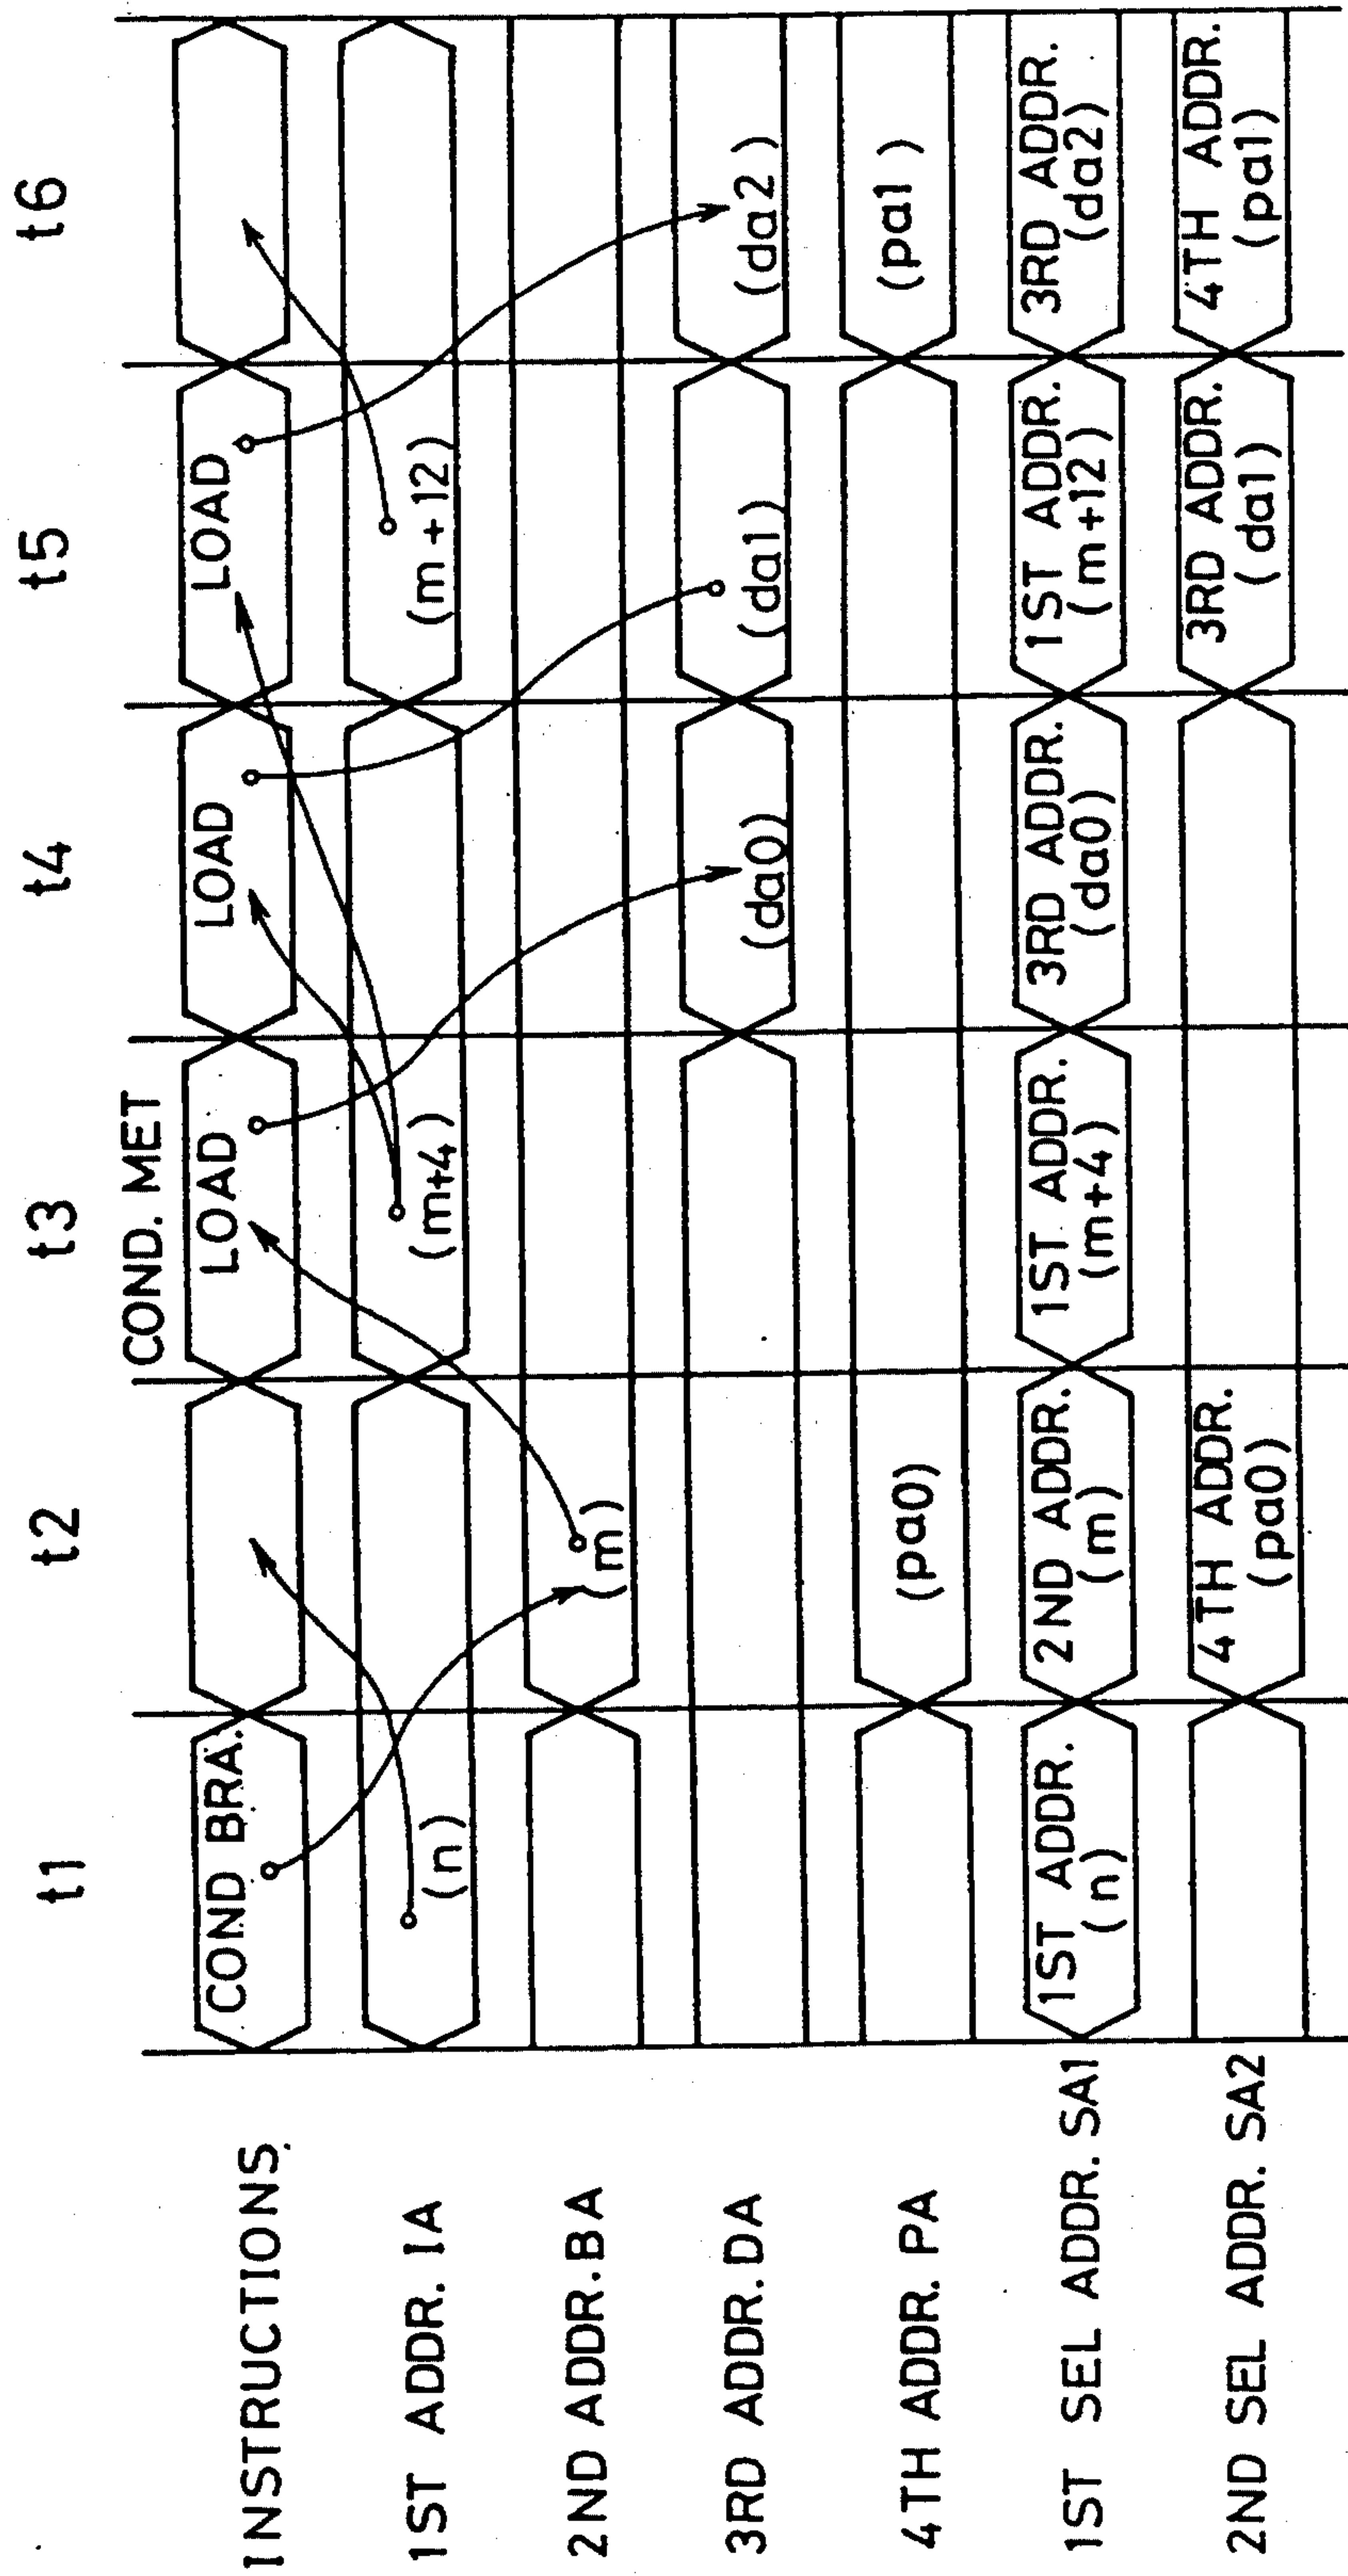 t1 t2 t3 t4 t5 t6
COND. MET
INSTRUCTIONS COND BRA. LOAD LOAD LOAD
1ST ADDR. IA (n) (m+4) (m+12)
2ND ADDR. BA (m)
3RD ADDR. DA (da0) (da1) (da2)
4TH ADDR. PA (pa0) (pa1)
1ST SEL ADDR. SA1 1ST ADDR. 2ND ADDR. 1ST ADDR. 3RD ADDR. 1ST ADDR. 3RD ADDR.
(n) (m) (m+4) (da0) (m+12) (da2)
2ND SEL ADDR. SA2 4TH ADDR. 3RD ADDR. 4TH ADDR.
(pa0) (da1) (pa1)